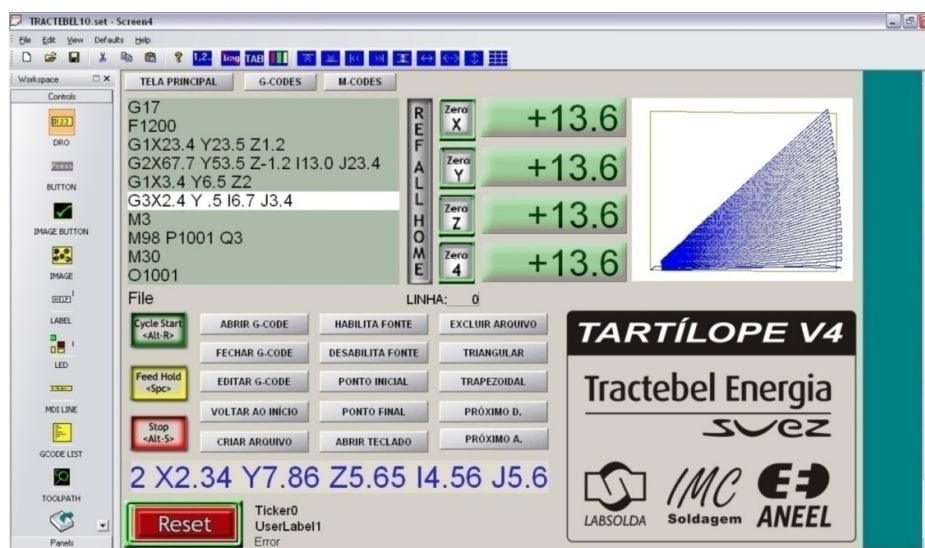 TRACTEBEL10.set - Screen4
File Edit View Defaults Help
1,2.. Img TAB
Workspace
Controls
DRO
BUTTON
IMAGE BUTTON
IMAGE
HELP
LABEL
LED
MDI LINE
GCODE LIST
TOOLPATH
Panels
TELA PRINCIPAL G-CODES M-CODES
G17
F1200
G1X23.4 Y23.5 Z1.2
G2X67.7 Y53.5 Z-1.2 I13.0 J23.4
G1X3.4 Y6.5 Z2
G3X2.4 Y .5 I6.7 J3.4
M3
M98 P1001 Q3
M30
O1001
REF ALL HOME
Zero X +13.6
Zero Y +13.6
Zero Z +13.6
Zero 4 +13.6
File LINHA: 0
Cycle Start <Alt-R>
Feed Hold <Spc>
Stop <Alt-S>
ABRIR G-CODE HABILITA FONTE EXCLUIR ARQUIVO
FECHAR G-CODE DESABILITA FONTE TRIANGULAR
EDITAR G-CODE PONTO INICIAL TRAPEZOIDAL
VOLTAR AO INÍCIO PONTO FINAL PRÓXIMO D.
CRIAR ARQUIVO ABRIR TECLADO PRÓXIMO A.
2 X2.34 Y7.86 Z5.65 I4.56 J5.6
Reset
Ticker0
UserLabel1
Error
TARTÍLOPE V4
Tractebel Energia
SUEZ
LABSOLDA
IMC
Soldagem
ANEEL